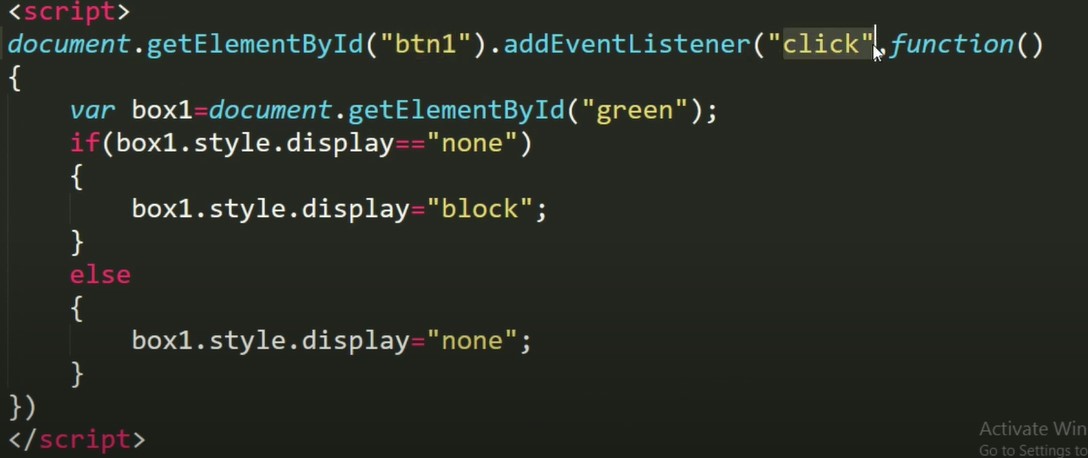 <script>
document.getElementById("btn1").addEventListener("click",function()
{
var box1=document.getElementById("green");
if(box1.style.display=="none")
{
box1.style.display="block";
}
else
{
box1.style.display="none";
}
})
</script>
Activate Win
Go to Settings to